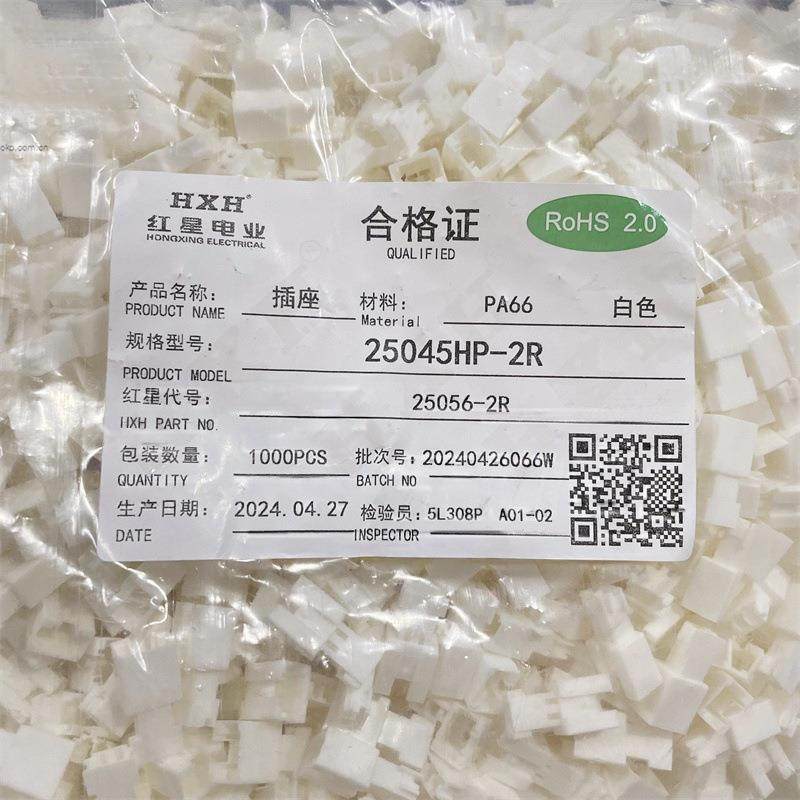 oko.com.cn
HXH®
红星电业
HONGXING ELECTRICAL
合格证
QUALIFIED
RoHS 2.0
产品名称: 插座 材料: PA66 白色
PRODUCT NAME Material
规格型号: 25045HP-2R
PRODUCT MODEL
红星代号: 25056-2R
HXH PART NO.
包装数量: 1000PCS 批次号: 20240426066W
QUANTITY BATCH NO
生产日期: 2024.04.27 检验员: 5L308P A01-02
DATE INSPECTOR